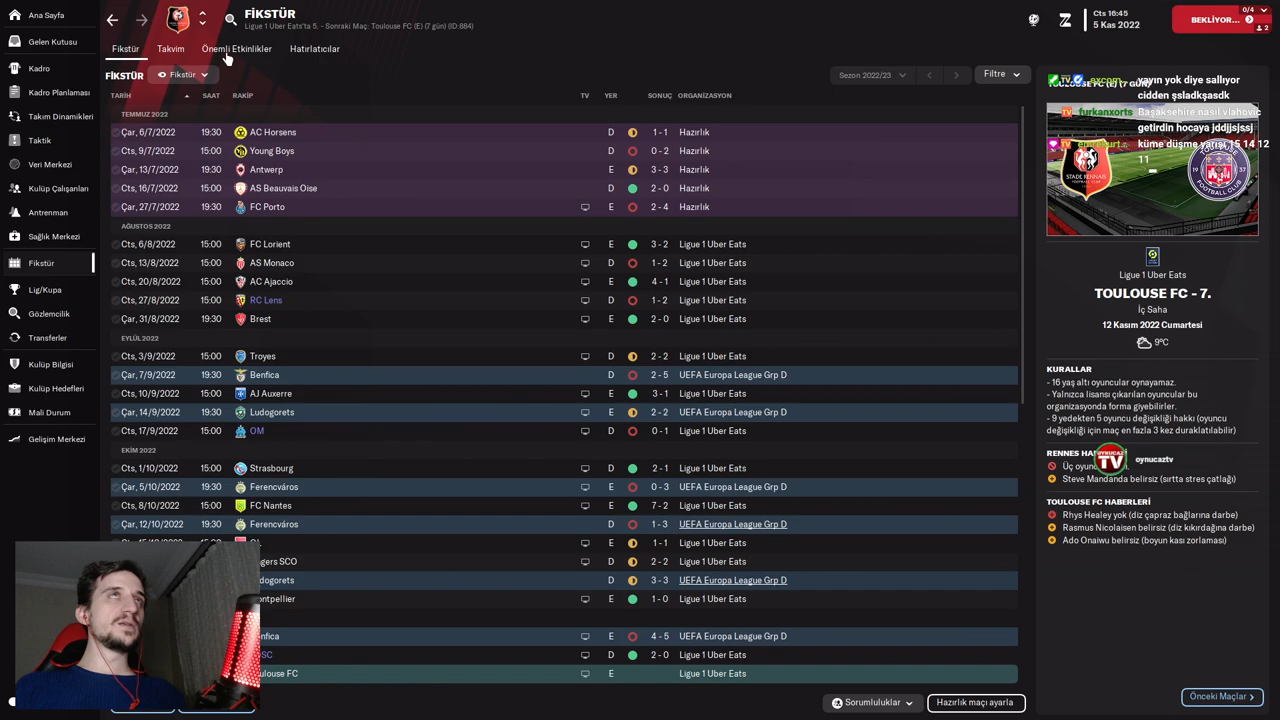 Ana Sayfa
Gelen Kutusu
Kadro
Kadro Planlaması
Takım Dinamikleri
Taktik
Veri Merkezi
Kulüp Çalışanları
Antrenman
Sağlık Merkezi
Fikstür
Lig/Kupa
Gözlemcilik
Transferler
Kulüp Bilgisi
Kulüp Hedefleri
Mali Durum
Gelişim Merkezi
FİKSTÜR
Ligue 1 Uber Eats'ta 5. - Sonraki Maç: Toulouse FC (E) (7 gün) (ID:884)
Cts 16:45
5 Kas 2022
BEKLİYOR...
0/4
2
Fikstür Takvim Önemli Etkinlikler Hatırlatıcılar
FİKSTÜR Fikstür Sezon 2022/23 Filtre
TARİH SAAT RAKİP TV YER SONUÇ ORGANİZASYON
TEMMUZ 2022
Çar, 6/7/2022 19:30 AC Horsens D 1 - 1 Hazırlık
Cts, 9/7/2022 19:30 Young Boys D 0 - 2 Hazırlık
Çar, 13/7/2022 19:30 Antwerp E 3 - 3 Hazırlık
Cts, 16/7/2022 15:00 AS Beauvais Oise D 2 - 0 Hazırlık
Çar, 27/7/2022 19:30 FC Porto E 2 - 4 Hazırlık
AĞUSTOS 2022
Cts, 6/8/2022 15:00 FC Lorient E 3 - 2 Ligue 1 Uber Eats
Cts, 13/8/2022 15:00 AS Monaco D 1 - 2 Ligue 1 Uber Eats
Cts, 20/8/2022 15:00 AC Ajaccio E 4 - 1 Ligue 1 Uber Eats
Cts, 27/8/2022 15:00 RC Lens D 1 - 2 Ligue 1 Uber Eats
Çar, 31/8/2022 19:30 Brest E 2 - 0 Ligue 1 Uber Eats
EYLÜL 2022
Cts, 3/9/2022 15:00 Troyes D 2 - 2 Ligue 1 Uber Eats
Çar, 7/9/2022 19:30 Benfica D 2 - 5 UEFA Europa League Grp D
Cts, 10/9/2022 15:00 AJ Auxerre E 3 - 1 Ligue 1 Uber Eats
Çar, 14/9/2022 19:30 Ludogorets E 2 - 2 UEFA Europa League Grp D
Cts, 17/9/2022 15:00 OM D 0 - 1 Ligue 1 Uber Eats
EKİM 2022
Cts, 1/10/2022 15:00 Strasbourg D 2 - 1 Ligue 1 Uber Eats
Çar, 5/10/2022 19:30 Ferencváros E 0 - 3 UEFA Europa League Grp D
Cts, 8/10/2022 15:00 FC Nantes E 7 - 2 Ligue 1 Uber Eats
Çar, 12/10/2022 19:30 Ferencváros D 1 - 3 UEFA Europa League Grp D
E 1 - 1 Ligue 1 Uber Eats
SCO D 2 - 2 Ligue 1 Uber Eats
D 3 - 3 UEFA Europa League Grp D
E 1 - 0 Ligue 1 Uber Eats
E 4 - 5 UEFA Europa League Grp D
D 2 - 0 Ligue 1 Uber Eats
FC E Ligue 1 Uber Eats
Sorumluluklar Hazırlık maçı ayarla
yayın yok diye sallıyor
cidden şsladkşasdk
furkanxorts Başakşehire nasıl vlahovic
getirdin hocaya jddjjsjssj
küme düşme yarışı 15 14 12
11
STADE RENNAIS
TOULOUSE
19 37
Ligue 1 Uber Eats
TOULOUSE FC - 7.
İç Saha
12 Kasım 2022 Cumartesi
9°C
KURALLAR
- 16 yaş altı oyuncular oynayamaz.
- Yalnızca lisansı çıkarılan oyuncular bu
organizasyonda forma giyebilirler.
- 9 yedekten 5 oyuncu değişikliği hakkı (oyuncu
değişikliği için maç en fazla 3 kez duraklatılabilir)
OYNUCAZ TV oynucaztv
Steve Mandanda belirsiz (sırtta stres çatlağı)
TOULOUSE FC HABERLERİ
Rhys Healey yok (diz çapraz bağlarına darbe)
Rasmus Nicolaisen belirsiz (diz kıkırdağına darbe)
Ado Onaiwu belirsiz (boyun kası zorlaması)
Önceki Maçlar